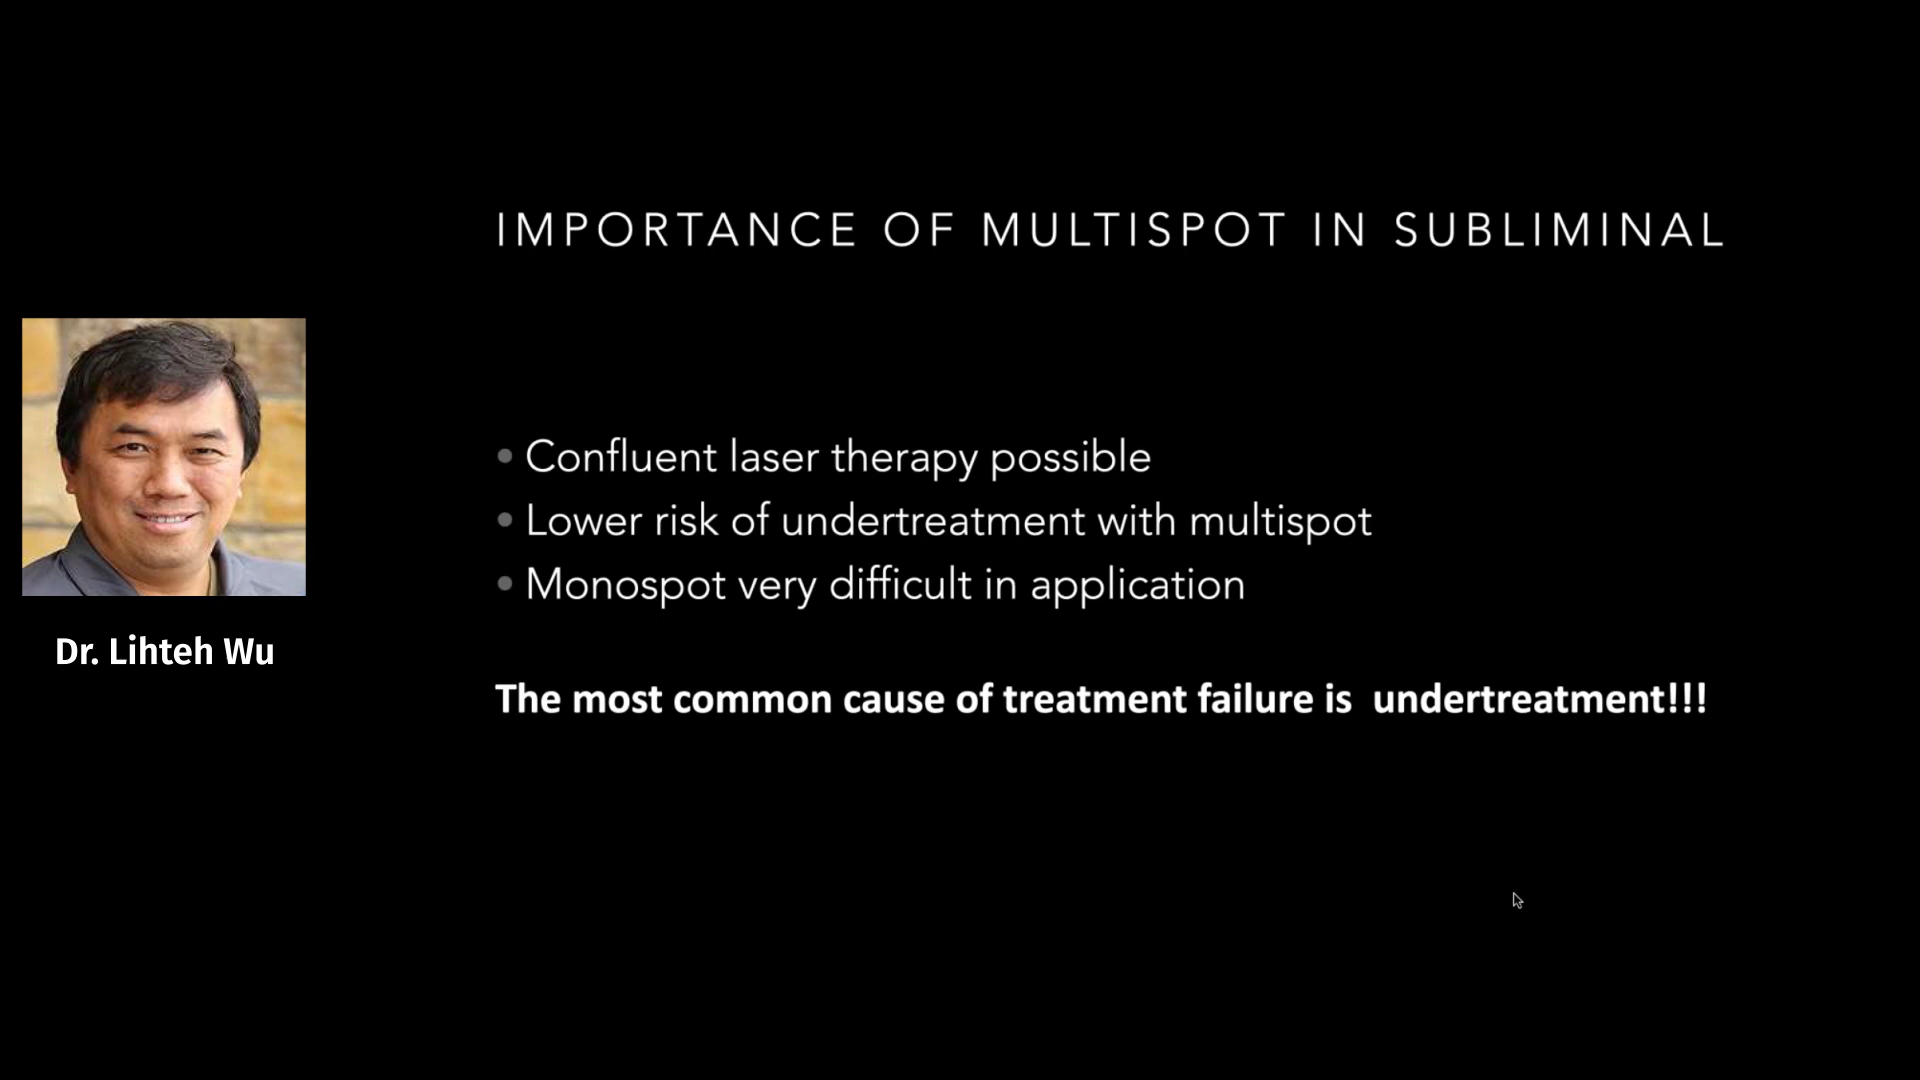 IMPORTANCE OF MULTISPOT IN SUBLIMINAL
• Confluent laser therapy possible
• Lower risk of undertreatment with multispot
• Monospot very difficult in application
Dr. Lihteh Wu
The most common cause of treatment failure is  undertreatment!!!